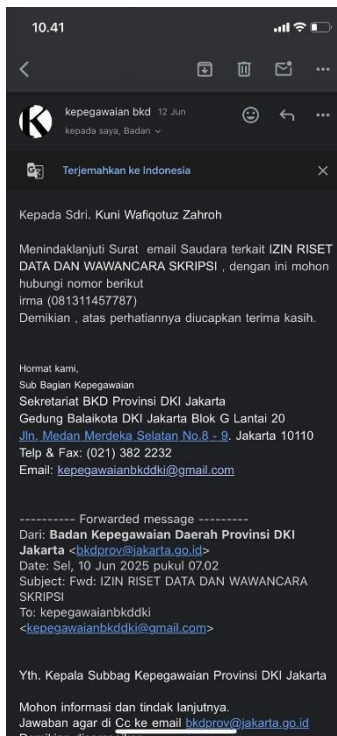 10.41
kepegawaian bkd 12 Jun
kepada saya, Badan
Terjemahkan ke Indonesia
Kepada Sdri. Kuni Wafiqotuz Zahroh
Menindaklanjuti Surat email Saudara terkait IZIN RISET
DATA DAN WAWANCARA SKRIPSI , dengan ini mohon
hubungi nomor berikut
irma (081311457787)
Demikian , atas perhatiannya diucapkan terima kasih.
Hormat kami,
Sub Bagian Kepegawaian
Sekretariat BKD Provinsi DKI Jakarta
Gedung Balaikota DKI Jakarta Blok G Lantai 20
Jln. Medan Merdeka Selatan No.8 - 9. Jakarta 10110
Telp & Fax: (021) 382 2232
Email: kepegawaianbkddki@gmail.com
---------- Forwarded message ---------
Dari: Badan Kepegawaian Daerah Provinsi DKI
Jakarta <bkdprov@jakarta.go.id>
Date: Sel, 10 Jun 2025 pukul 07.02
Subject: Fwd: IZIN RISET DATA DAN WAWANCARA
SKRIPSI
To: kepegawaianbkddki
<kepegawaianbkddki@gmail.com>
Yth. Kepala Subbag Kepegawaian Provinsi DKI Jakarta
Mohon informasi dan tindak lanjutnya.
Jawaban agar di Cc ke email bkdprov@jakarta.go.id